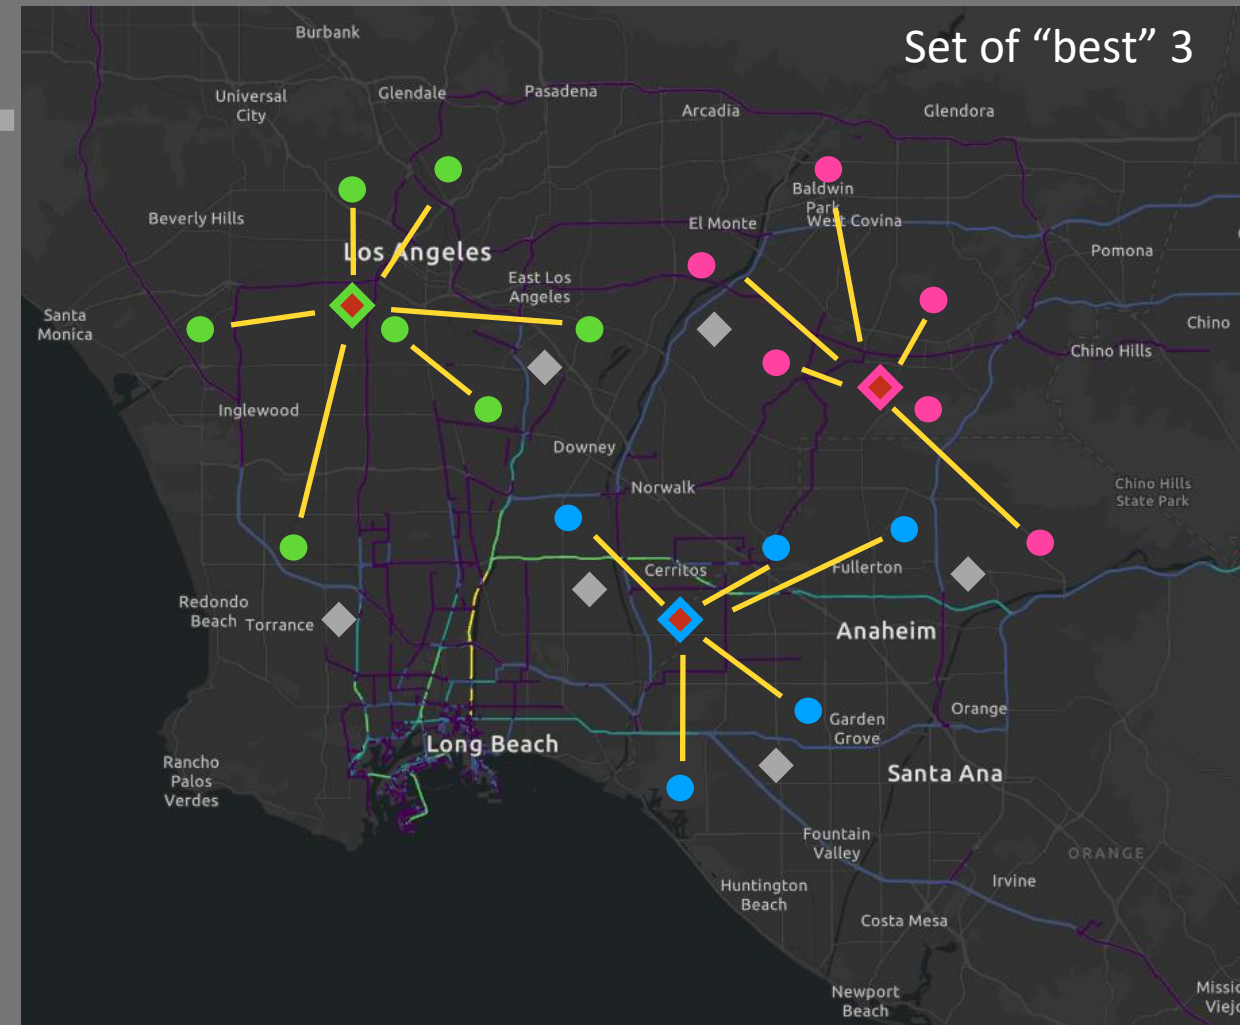 Set of “best” 3
Burbank
Universal
City
Glendale
Pasadena
Arcadia
Glendora
Beverly Hills
Los Angeles
El Monte
Baldwin
Park
West Covina
Pomona
East Los
Angeles
Santa
Monica
Chino
Chino Hills
Inglewood
Downey
Norwalk
Chino Hills
State Park
Cerritos
Fullerton
Redondo
Beach
Torrance
Anaheim
Orange
Garden
Grove
Long Beach
Santa Ana
Rancho
Palos
Verdes
Fountain
Valley
ORANGE
Irvine
Huntington
Beach
Costa Mesa
Newport
Beach
Missio
Viejo